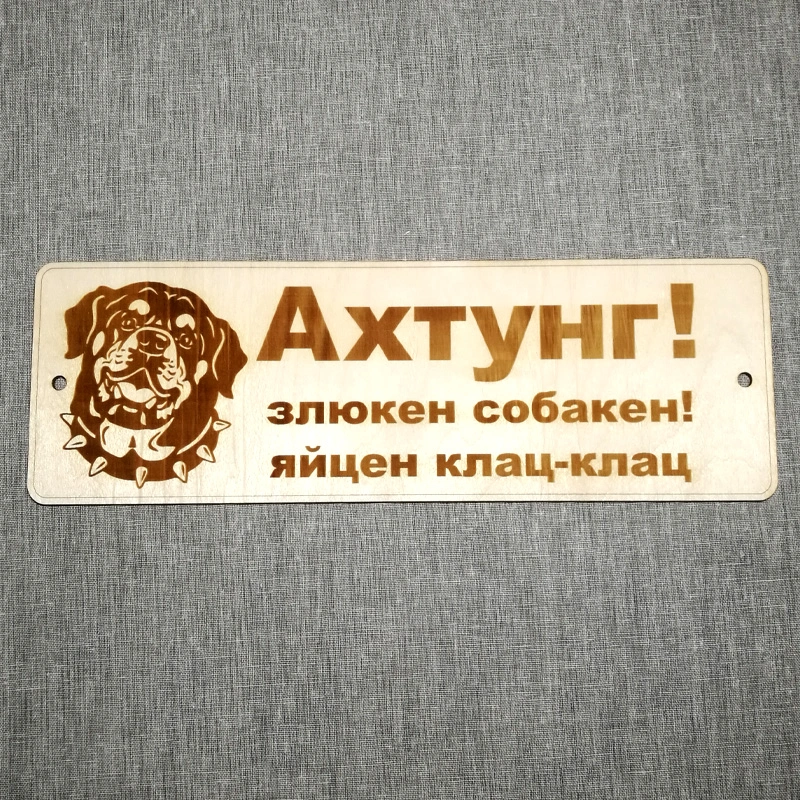 Ахтунг!
злюкен собакен!
яйцен клац-клац